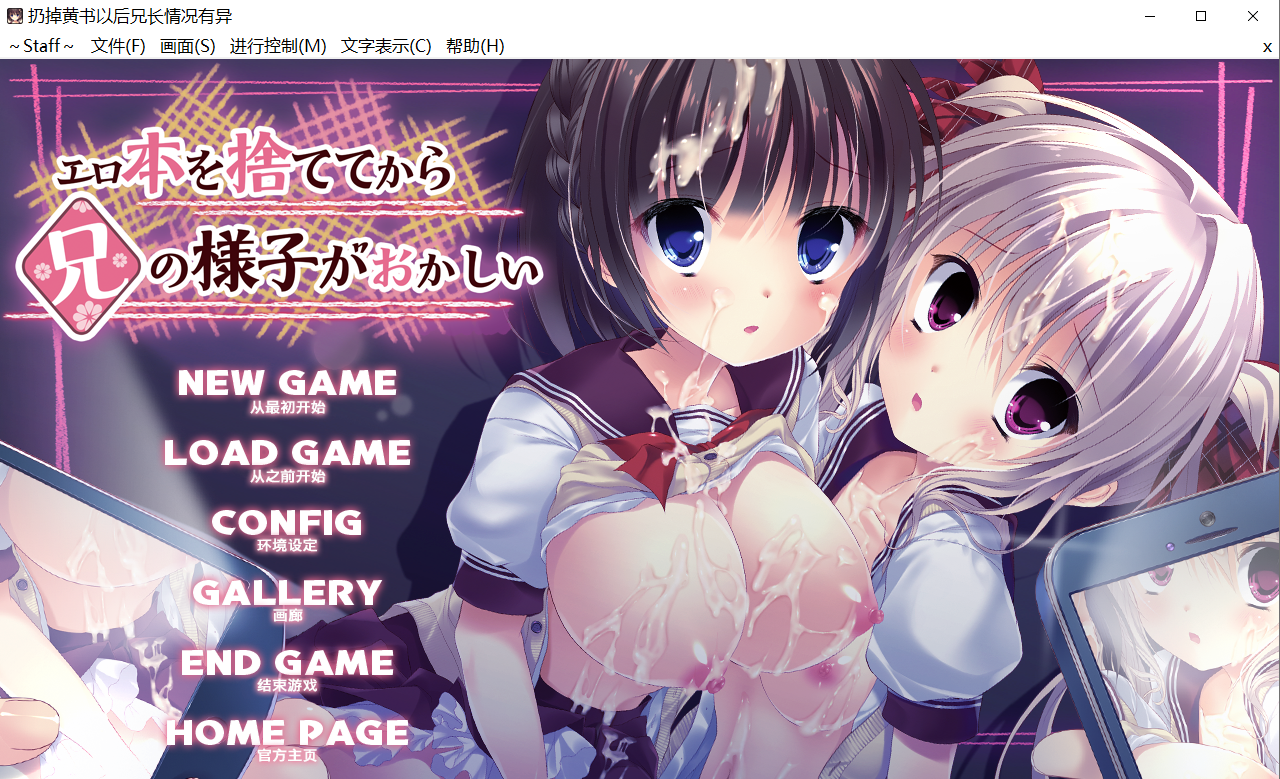 扔掉黄书以后兄长情况有异
~Staff~ 文件(F) 画面(S) 进行控制(M) 文字表示(C) 帮助(H)
x
エロ本を捨ててから
兄の様子がおかしい
NEW GAME
从最初开始
LOAD GAME
从之前开始
CONFIG
环境设定
GALLERY
画廊
END GAME
结束游戏
HOME PAGE
官方主页